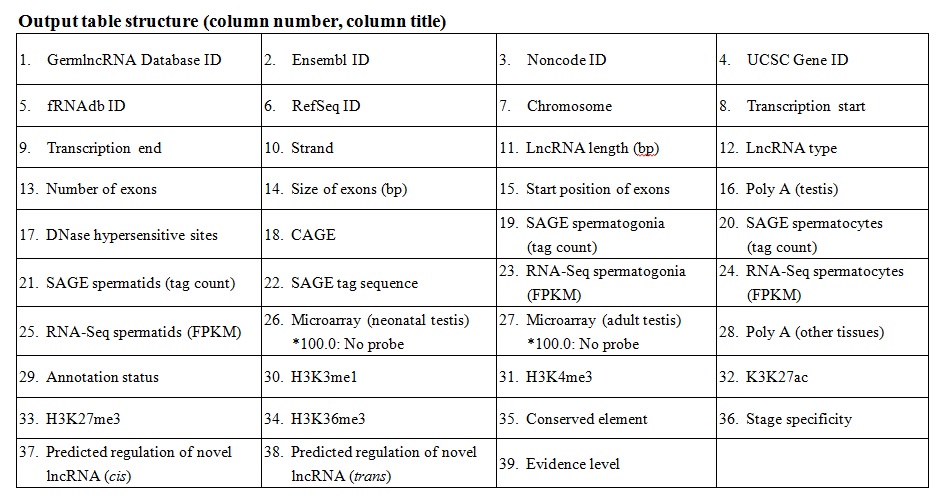 Output table structure (column number, column title)
1. GermlncRNA Database ID
2. Ensembl ID
3. Noncode ID
4. UCSC Gene ID
5. fRNAdb ID
6. RefSeq ID
7. Chromosome
8. Transcription start
9. Transcription end
10. Strand
11. LncRNA length (bp)
12. LncRNA type
13. Number of exons
14. Size of exons (bp)
15. Start position of exons
16. Poly A (testis)
17. DNase hypersensitive sites
18. CAGE
19. SAGE spermatogonia
(tag count)
20. SAGE spermatocytes
(tag count)
21. SAGE spermatids (tag count)
22. SAGE tag sequence
23. RNA-Seq spermatogonia
(FPKM)
24. RNA-Seq spermatocytes
(FPKM)
25. RNA-Seq spermatids (FPKM)
26. Microarray (neonatal testis)
*100.0: No probe
27. Microarray (adult testis)
*100.0: No probe
28. Poly A (other tissues)
29. Annotation status
30. H3K3me1
31. H3K4me3
32. K3K27ac
33. H3K27me3
34. H3K36me3
35. Conserved element
36. Stage specificity
37. Predicted regulation of novel
lncRNA (cis)
38. Predicted regulation of novel
lncRNA (trans)
39. Evidence level